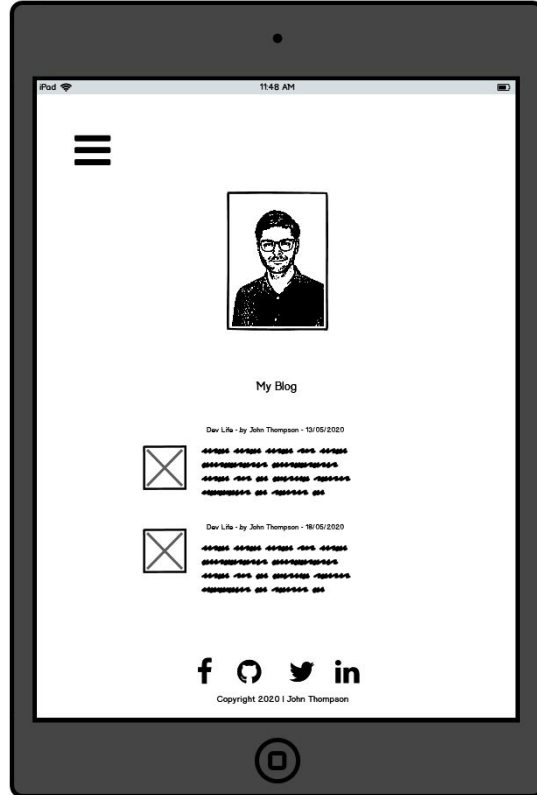 iPad 11:48 AM
My Blog
Dev Life - by John Thompson - 13/05/2020
Dev Life - by John Thompson - 18/05/2020
f in
Copyright 2020 | John Thompson